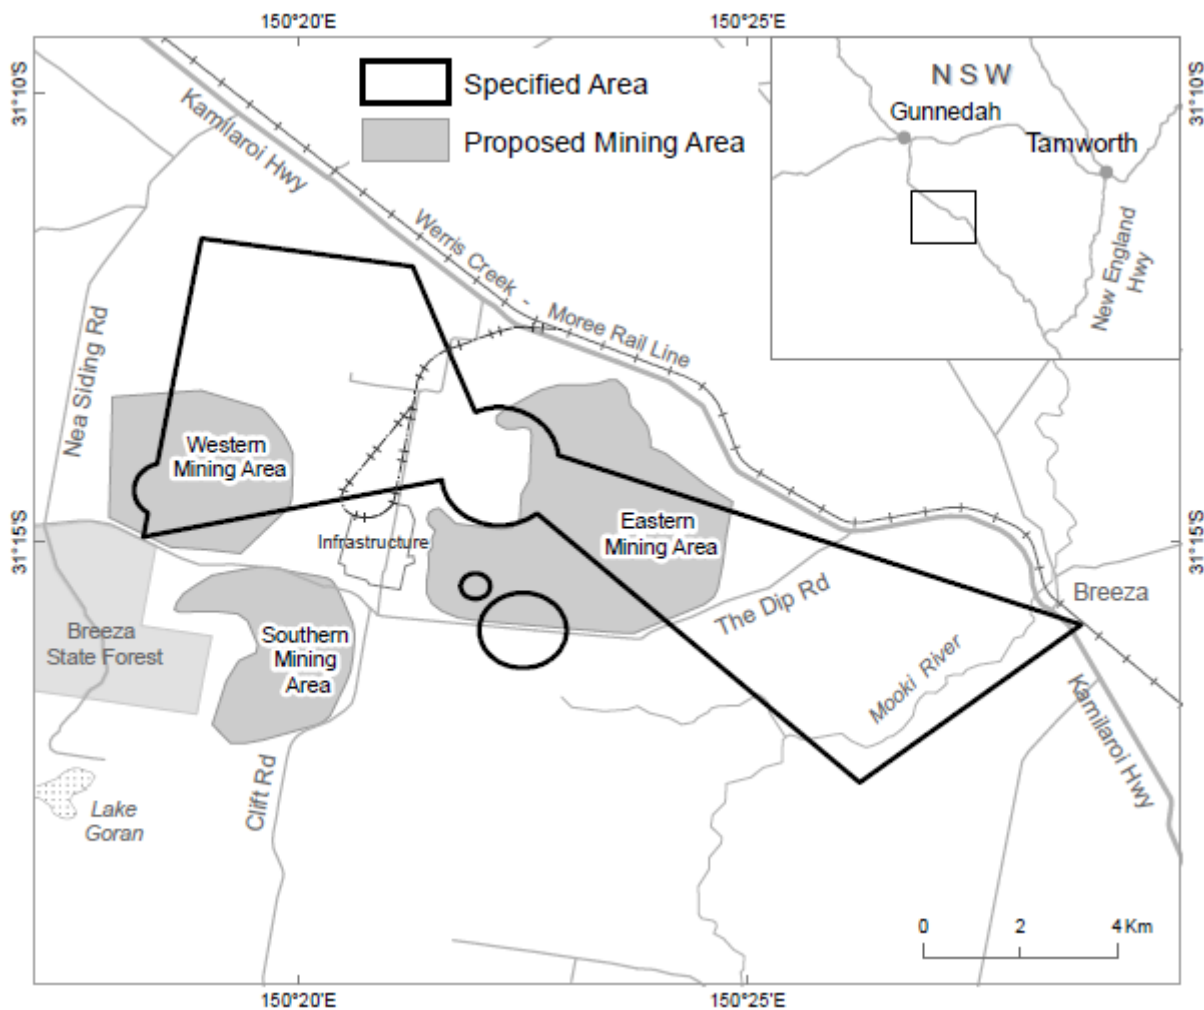 150°20'E
150°25'E
31°10'S
31°10'S
Specified Area
Proposed Mining Area
NSW
Gunnedah
Tamworth
New England
Hwy
Kamilaroi Hwy
Werris Creek - Moree Rail Line
Nea Siding Rd
Western
Mining Area
Eastern
Mining Area
Infrastructure
31°15'S
31°15'S
The Dip Rd
Breeza
Breeza
State Forest
Southern
Mining
Area
Mooki River
Kamilaroi Hwy
Clift Rd
Lake
Goran
0 2 4 Km
150°20'E
150°25'E